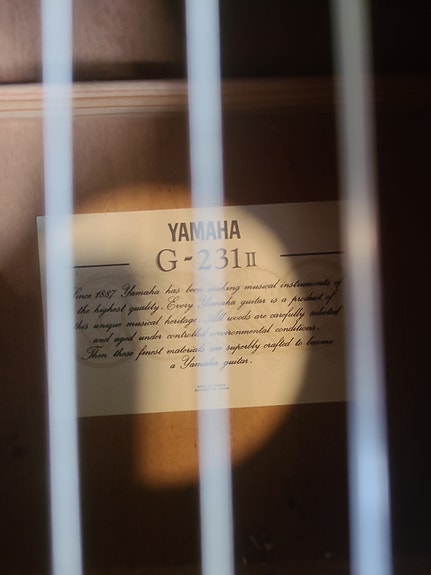 YAMAHA
G-231II
Since 1887 Yamaha has been making musical instruments of
the highest quality. Every Yamaha guitar is a product of
this unique musical heritage. All woods are carefully selected
and aged under controlled environmental conditions.
Then these finest materials are superbly crafted to become
a Yamaha guitar.